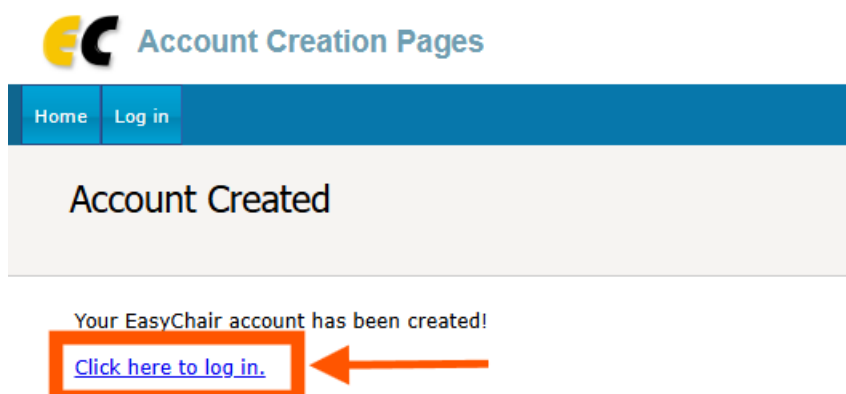 EC Account Creation Pages
Home Log in
Account Created
Your EasyChair account has been created!
Click here to log in.